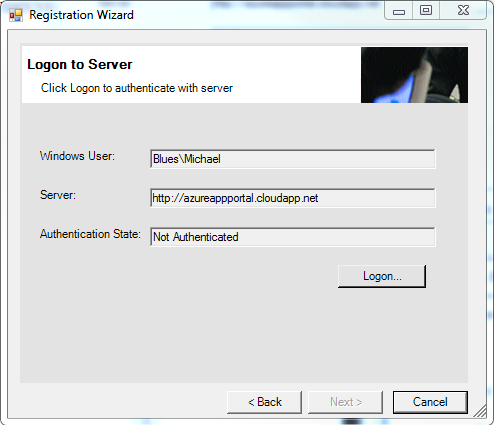 Registration Wizard
Logon to Server
Click Logon to authenticate with server
Windows User: Blues\Michael
Server: http://azureappportal.cloudapp.net
Authentication State: Not Authenticated
Logon...
< Back Next > Cancel